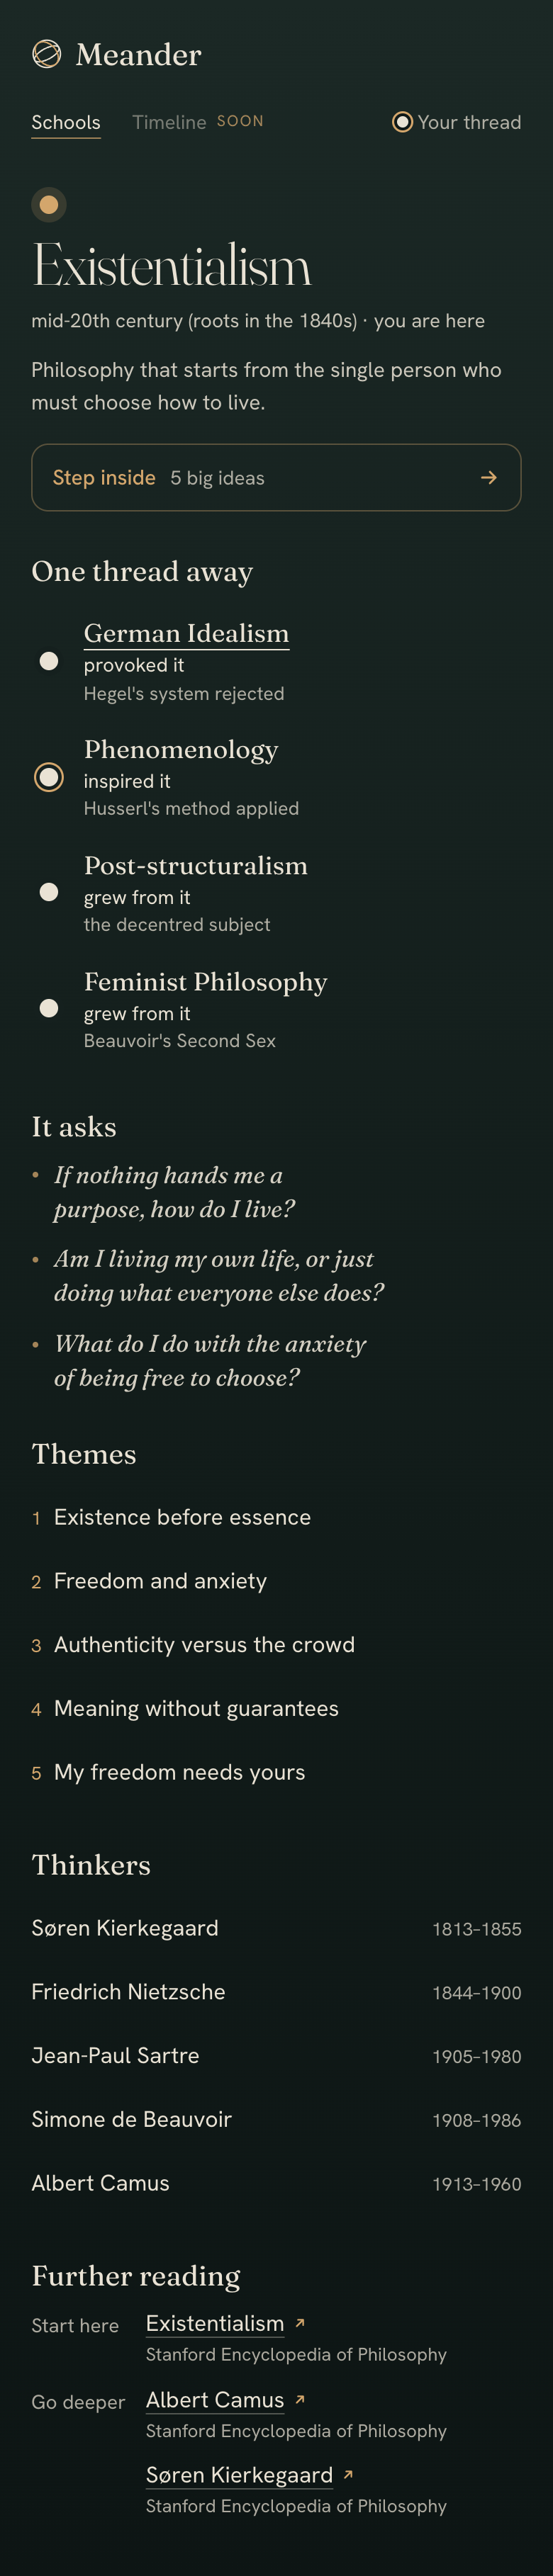 Meander
Schools Timeline SOON Your thread
Existentialism
mid-20th century (roots in the 1840s) · you are here
Philosophy that starts from the single person who
must choose how to live.
Step inside 5 big ideas →
One thread away
German Idealism
provoked it
Hegel's system rejected
Phenomenology
inspired it
Husserl's method applied
Post-structuralism
grew from it
the decentred subject
Feminist Philosophy
grew from it
Beauvoir's Second Sex
It asks
• If nothing hands me a
purpose, how do I live?
• Am I living my own life, or just
doing what everyone else does?
• What do I do with the anxiety
of being free to choose?
Themes
1 Existence before essence
2 Freedom and anxiety
3 Authenticity versus the crowd
4 Meaning without guarantees
5 My freedom needs yours
Thinkers
Søren Kierkegaard 1813–1855
Friedrich Nietzsche 1844–1900
Jean-Paul Sartre 1905–1980
Simone de Beauvoir 1908–1986
Albert Camus 1913–1960
Further reading
Start here Existentialism ↗
Stanford Encyclopedia of Philosophy
Go deeper Albert Camus ↗
Stanford Encyclopedia of Philosophy
Søren Kierkegaard ↗
Stanford Encyclopedia of Philosophy